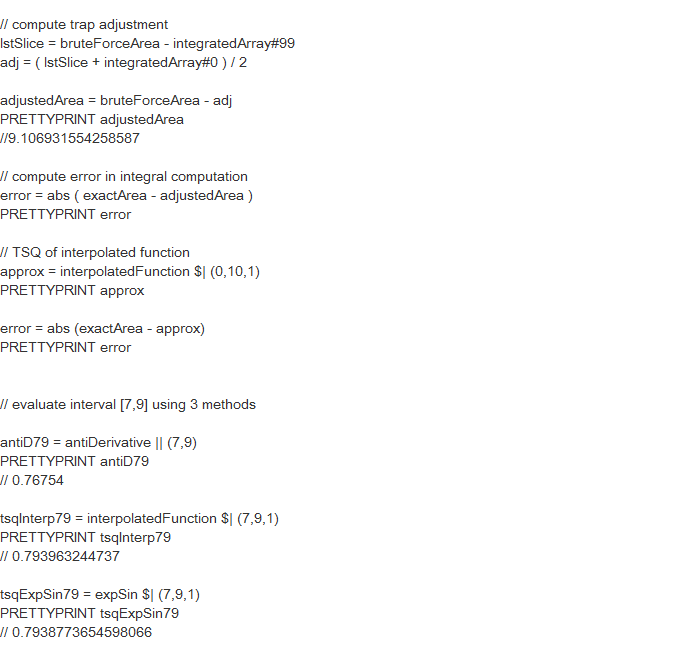 // compute trap adjustment
lstSlice = bruteForceArea - integratedArray#99
adj = ( lstSlice + integratedArray#0 ) / 2
adjustedArea = bruteForceArea - adj
PRETTYPRINT adjustedArea
//9.106931554258587
// compute error in integral computation
error = abs ( exactArea - adjustedArea )
PRETTYPRINT error
// TSQ of interpolated function
approx = interpolatedFunction $| (0,10,1)
PRETTYPRINT approx
error = abs (exactArea - approx)
PRETTYPRINT error
// evaluate interval [7,9] using 3 methods
antiD79 = antiDerivative || (7,9)
PRETTYPRINT antiD79
// 0.76754
tsqInterp79 = interpolatedFunction $| (7,9,1)
PRETTYPRINT tsqInterp79
// 0.793963244737
tsqExpSin79 = expSin $| (7,9,1)
PRETTYPRINT tsqExpSin79
// 0.7938773654598066